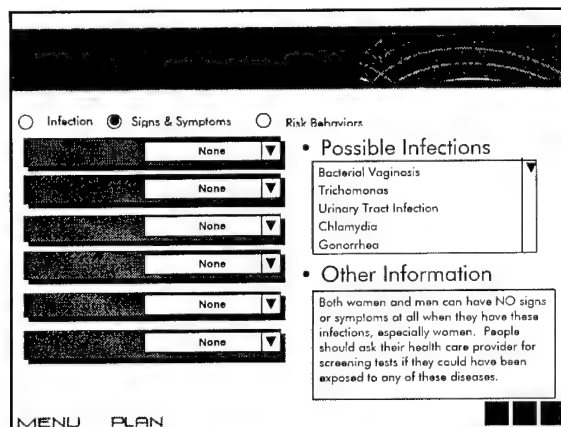 Infection Signs & Symptoms Risk Behaviors
None
None
None
None
None
None
• Possible Infections
Bacterial Vaginosis
Trichomonas
Urinary Tract Infection
Chlamydia
Gonorrhea
• Other Information
Both women and men can have NO signs
or symptoms at all when they have these
infections, especially women. People
should ask their health care provider for
screening tests if they could have been
exposed to any of these diseases.
MENU PLAN